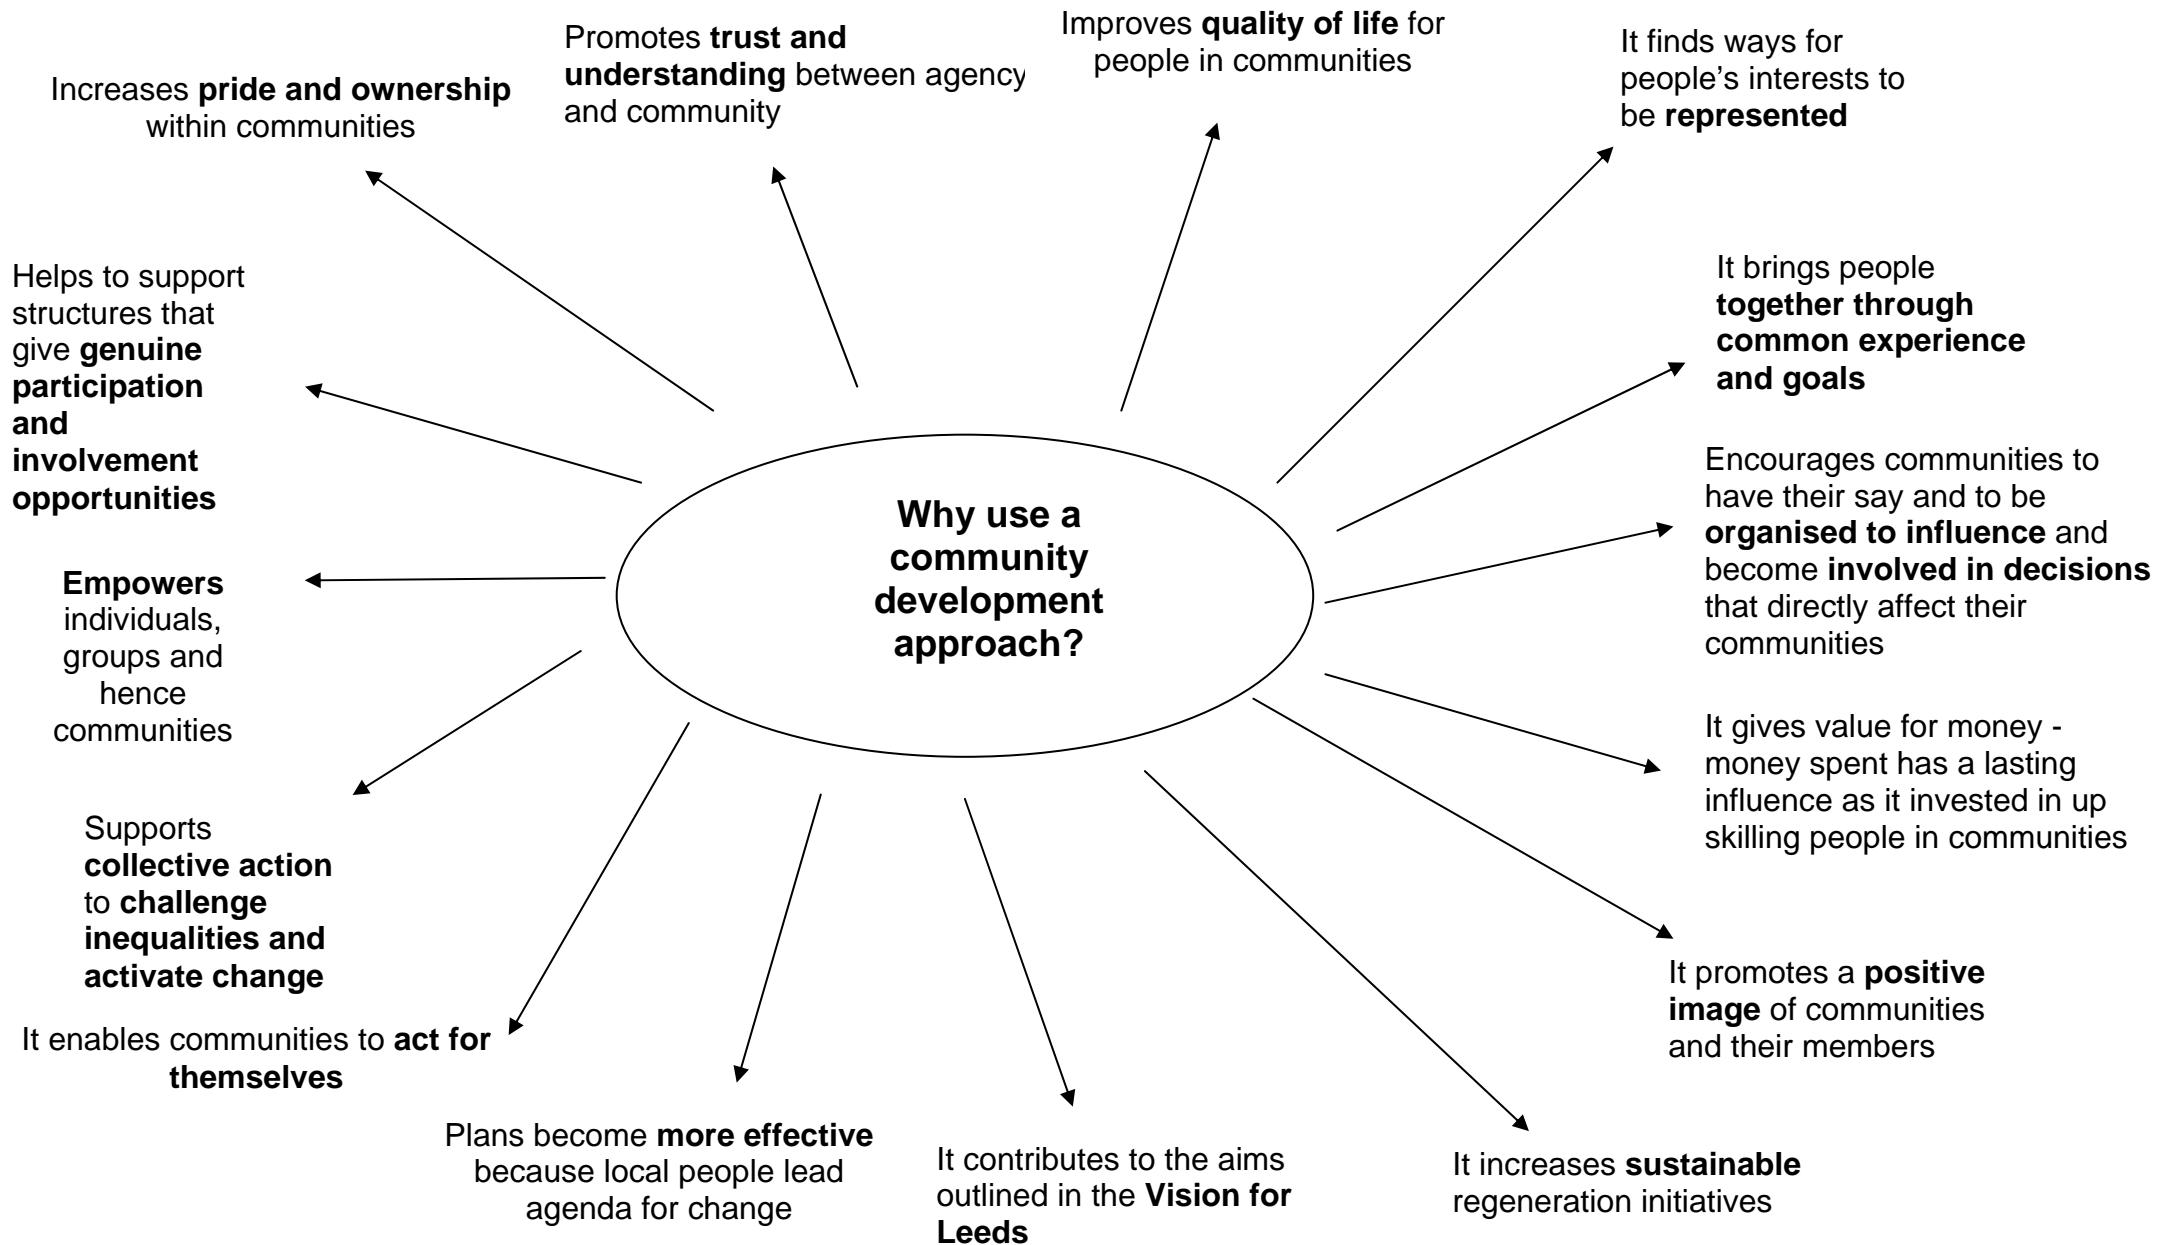 Increases pride and ownership
within communities
Promotes trust and
understanding between agency
and community
Improves quality of life for
people in communities
It finds ways for
people's interests to
be represented
Helps to support
structures that
give genuine
participation
and
involvement
opportunities
It brings people
together through
common experience
and goals
Encourages communities to
have their say and to be
organised to influence and
become involved in decisions
that directly affect their
communities
Why use a
community
development
approach?
Empowers
individuals,
groups and
hence
communities
It gives value for money -
money spent has a lasting
influence as it invested in up
skilling people in communities
Supports
collective action
to challenge
inequalities and
activate change
It promotes a positive
image of communities
and their members
It enables communities to act for
themselves
Plans become more effective
because local people lead
agenda for change
It contributes to the aims
outlined in the Vision for
Leeds
It increases sustainable
regeneration initiatives